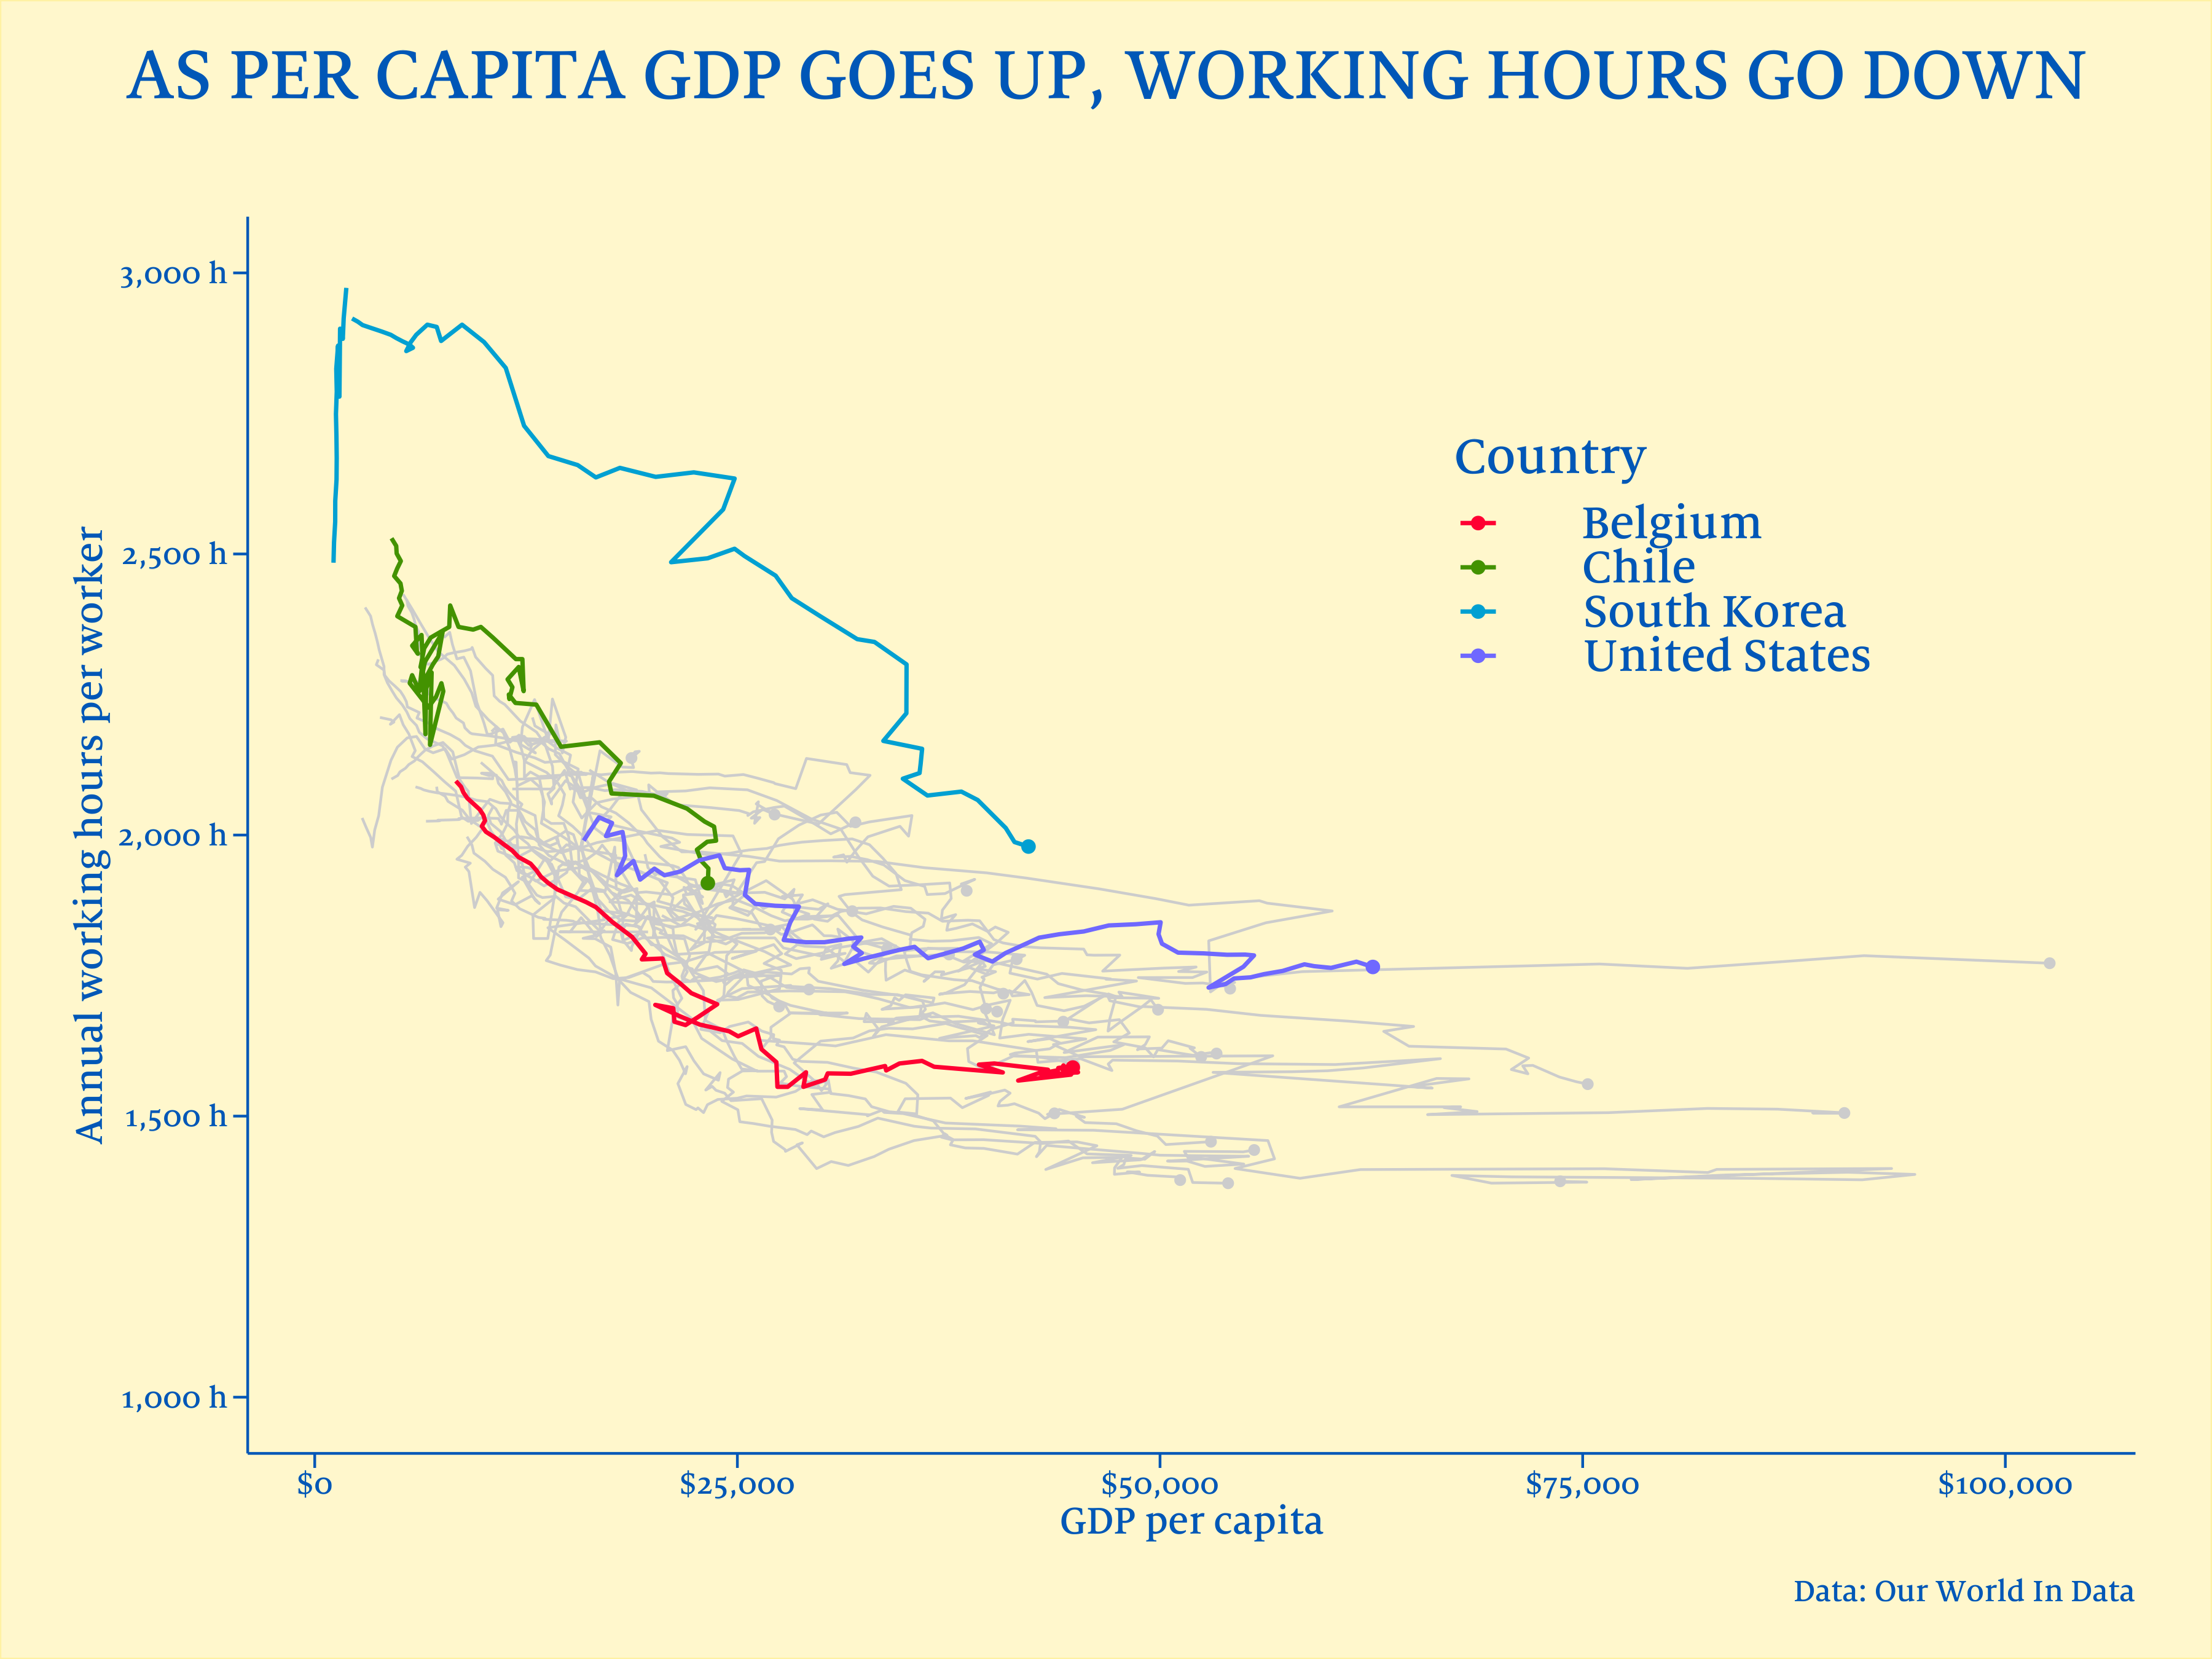 AS PER CAPITA GDP GOES UP, WORKING HOURS GO DOWN
3,000 h
2,500 h
2,000 h
1,500 h
1,000 h
Annual working hours per worker
Country
Belgium
Chile
South Korea
United States
$0
$25,000
$50,000
$75,000
$100,000
GDP per capita
Data: Our World In Data